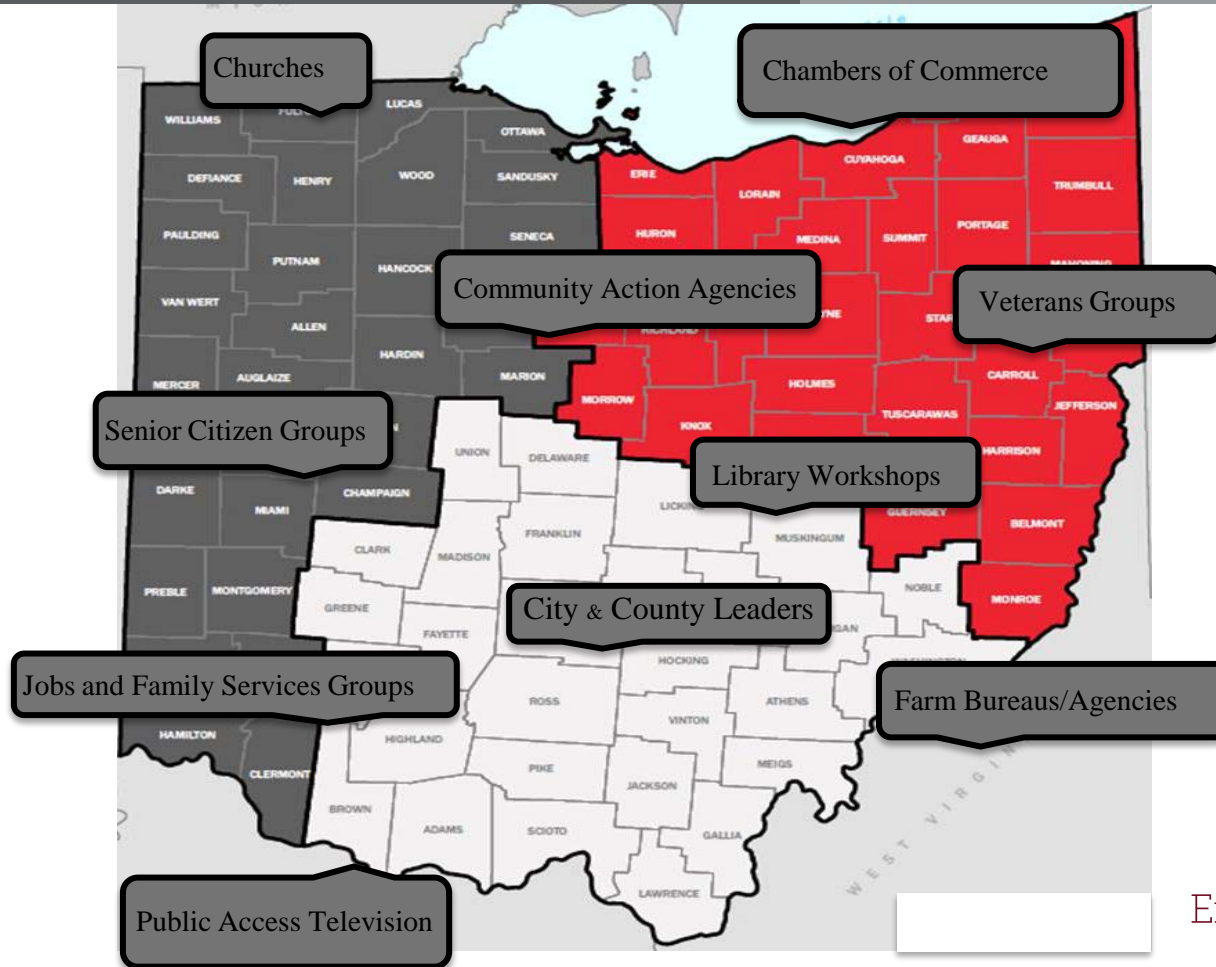 Churches
Chambers of Commerce
LUCAS
WILLIAMS
OTTAWA
GEAUGA
CUYAHOGA
DEFIANCE
HENRY
WOOD
SANDUSKY
ERIE
LORAIN
TRUMBULL
PAULDING
SENECA
HURON
MEDINA
SUMMIT
PORTAGE
PUTNAM
HANCOCK
MAHONING
Community Action Agencies
Veterans Groups
VAN WERT
ALLEN
RICHLAND
HARDIN
MARION
CARROLL
MERCER
AUGLAIZE
HOLMES
MORROW
JEFFERSON
TUSCARAWAS
KNOX
Senior Citizen Groups
UNION
DELAWARE
HARRISON
Library Workshops
DARKE
CHAMPAIGN
MIAMI
LICKING
GUERNSEY
BELMONT
FRANKLIN
MUSKINGUM
CLARK
MADISON
PREBLE
MONTGOMERY
NOBLE
MONROE
GREENE
City & County Leaders
FAYETTE
HOCKING
Jobs and Family Services Groups
Farm Bureaus/Agencies
ROSS
ATHENS
VINTON
HAMILTON
HIGHLAND
PIKE
MEIGS
CLERMONT
JACKSON
BROWN
ADAMS
SCIOTO
GALLIA
LAWRENCE
WEST VIRGIN
Public Access Television